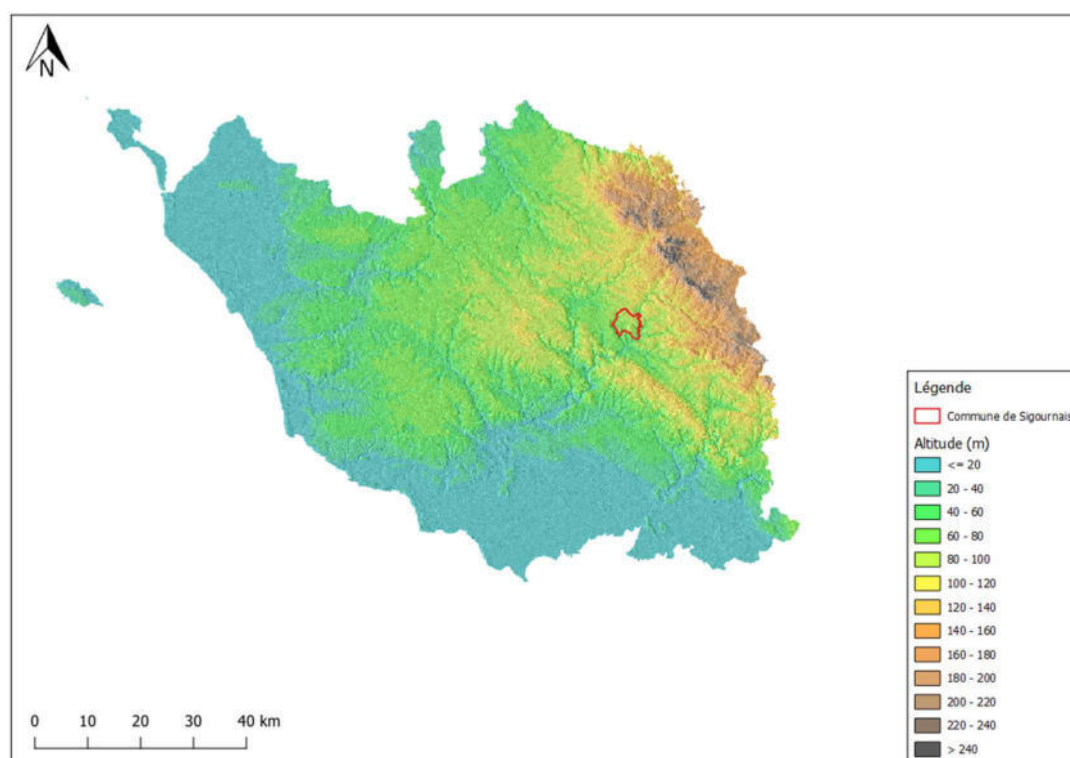 N
Légende
Commune de Sigournais
Altitude (m)
<= 20
20 - 40
40 - 60
60 - 80
80 - 100
100 - 120
120 - 140
140 - 160
160 - 180
180 - 200
200 - 220
220 - 240
> 240
0 10 20 30 40 km